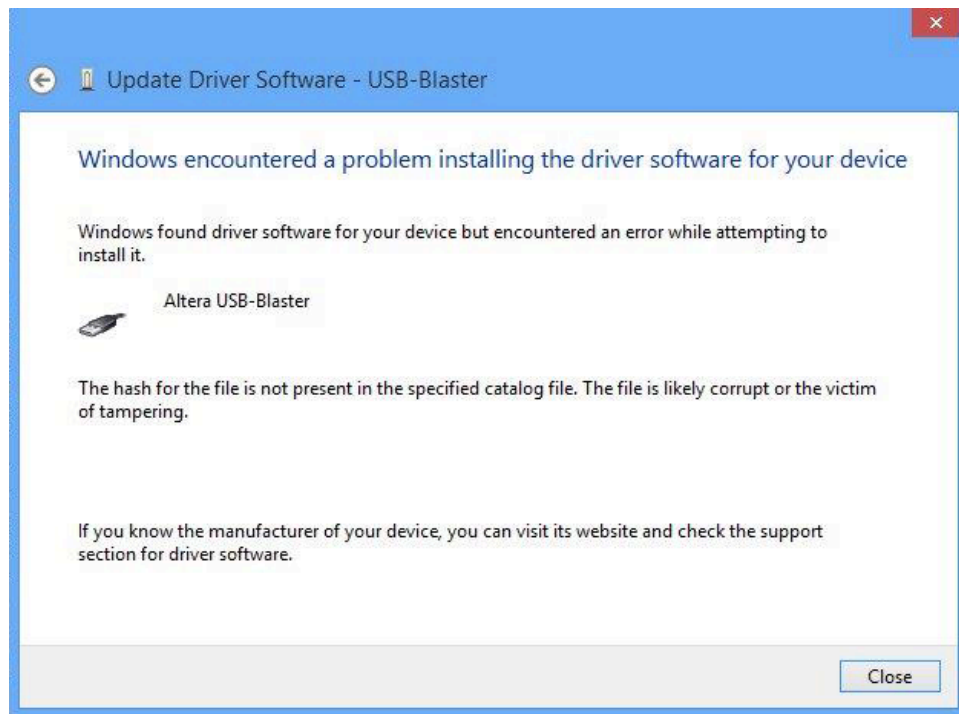 Update Driver Software - USB-Blaster
Windows encountered a problem installing the driver software for your device
Windows found driver software for your device but encountered an error while attempting to
install it.
Altera USB-Blaster
The hash for the file is not present in the specified catalog file. The file is likely corrupt or the victim
of tampering.
If you know the manufacturer of your device, you can visit its website and check the support
section for driver software.
Close